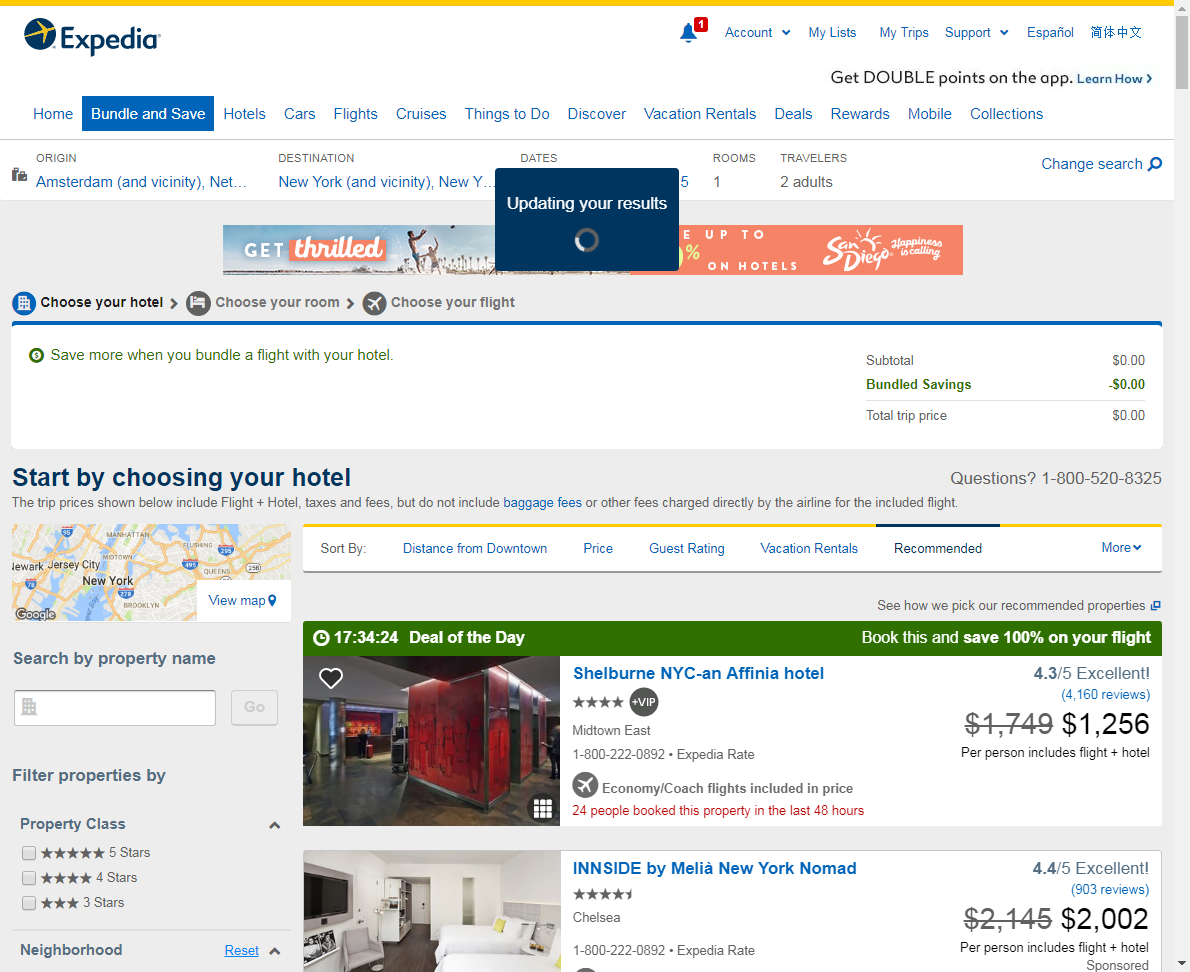 Expedia
1
Account
My Lists
My Trips
Support
Español
简体中文
Get DOUBLE points on the app. Learn How
Home
Bundle and Save
Hotels
Cars
Flights
Cruises
Things to Do
Discover
Vacation Rentals
Deals
Rewards
Mobile
Collections
ORIGIN
DESTINATION
DATES
ROOMS
TRAVELERS
Amsterdam (and vicinity), Net...
New York (and vicinity), New Y...
5
1
2 adults
Change search
Updating your results
GET thrilled
E UP TO
%
ON HOTELS
San Diego
Happiness is calling
Choose your hotel
Choose your room
Choose your flight
Save more when you bundle a flight with your hotel.
Subtotal $0.00
Bundled Savings -$0.00
Total trip price $0.00
Start by choosing your hotel
Questions? 1-800-520-8325
The trip prices shown below include Flight + Hotel, taxes and fees, but do not include baggage fees or other fees charged directly by the airline for the included flight.
MANHATTAN
FLUSHING
295
MIDTOWN
ewark
Jersey City
495
QUEENS
25B
New York
78
278
BROOKLYN
Google
View map
Sort By:
Distance from Downtown
Price
Guest Rating
Vacation Rentals
Recommended
More
See how we pick our recommended properties
Search by property name
Go
Filter properties by
Property Class
5 Stars
4 Stars
3 Stars
Neighborhood
Reset
17:34:24 Deal of the Day
Book this and save 100% on your flight
Shelburne NYC-an Affinia hotel
+VIP
Midtown East
1-800-222-0892 • Expedia Rate
Economy/Coach flights included in price
24 people booked this property in the last 48 hours
4.3/5 Excellent!
(4,160 reviews)
$1,749 $1,256
Per person includes flight + hotel
INNSIDE by Melià New York Nomad
Chelsea
1-800-222-0892 • Expedia Rate
4.4/5 Excellent!
(903 reviews)
$2,145 $2,002
Per person includes flight + hotel
Sponsored